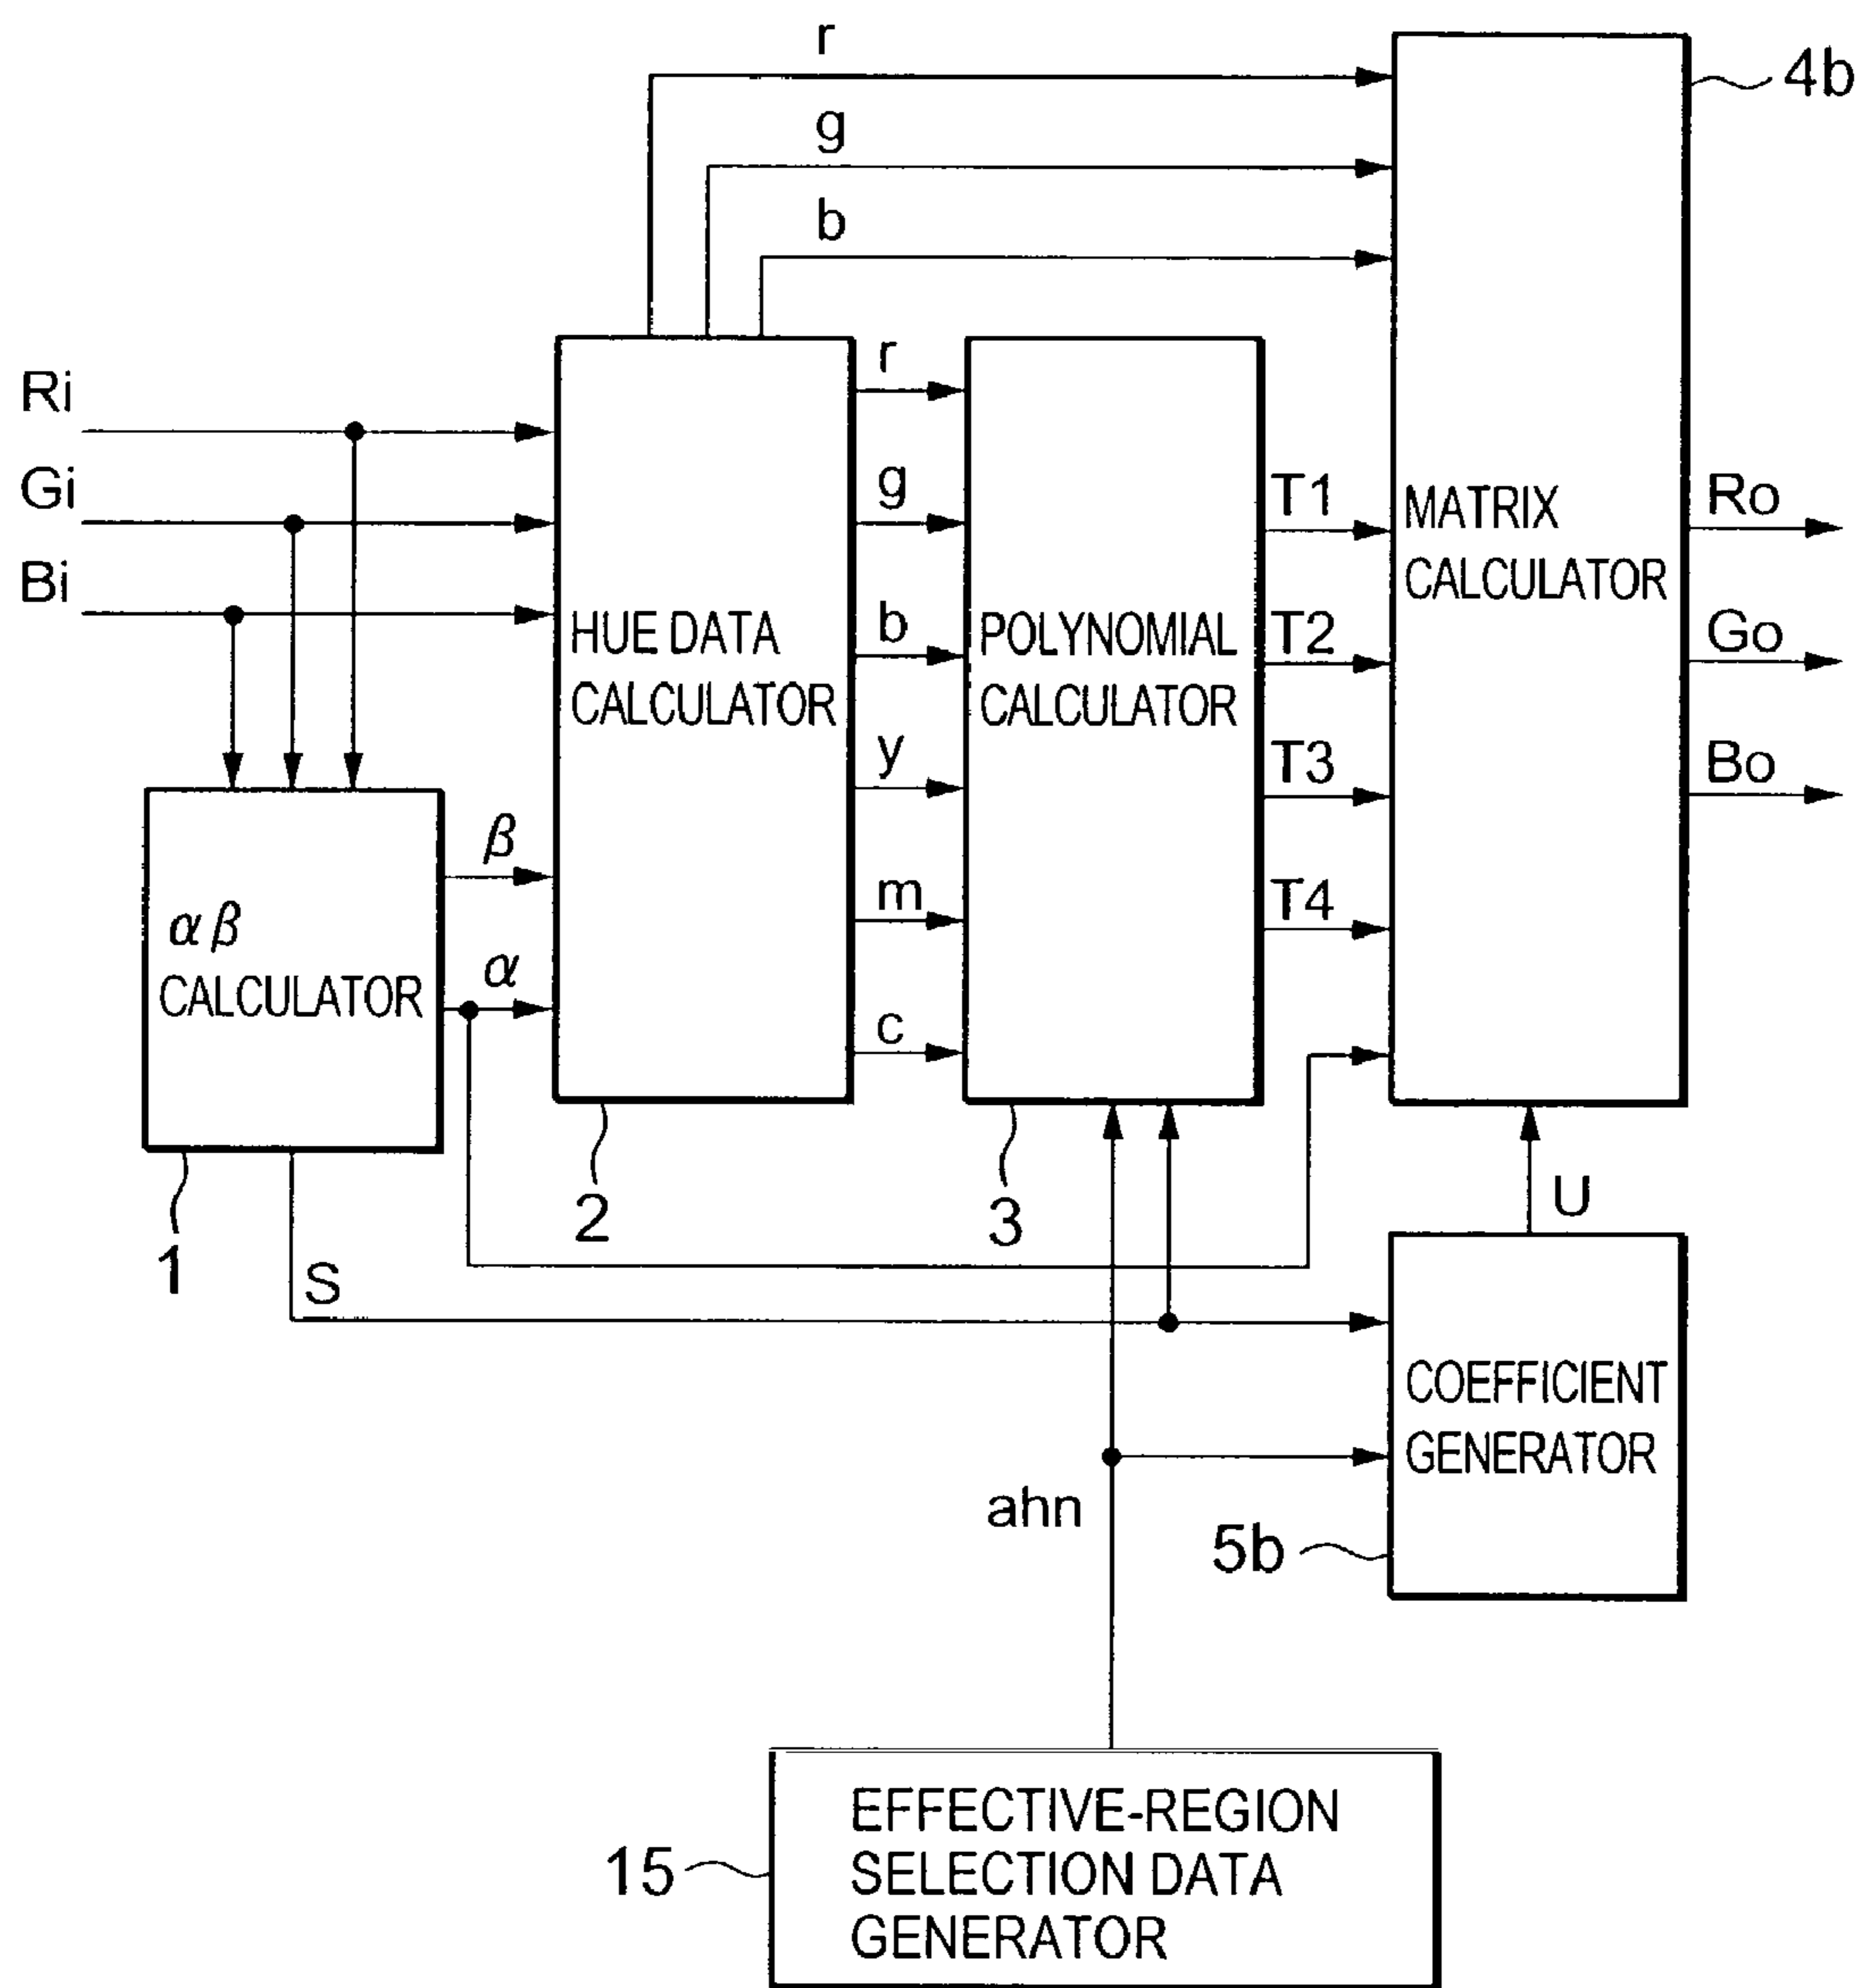 r
4b
g
b
Ri
r
Gi
g
T1
MATRIX
CALCULATOR
Ro
Bi
HUE DATA
CALCULATOR
b
POLYNOMIAL
CALCULATOR
T2
Go
y
T3
Bo
β
m
T4
αβ
CALCULATOR
α
c
1
2
3
U
S
COEFFICIENT
GENERATOR
ahn
5b
15
EFFECTIVE-REGION
SELECTION DATA
GENERATOR